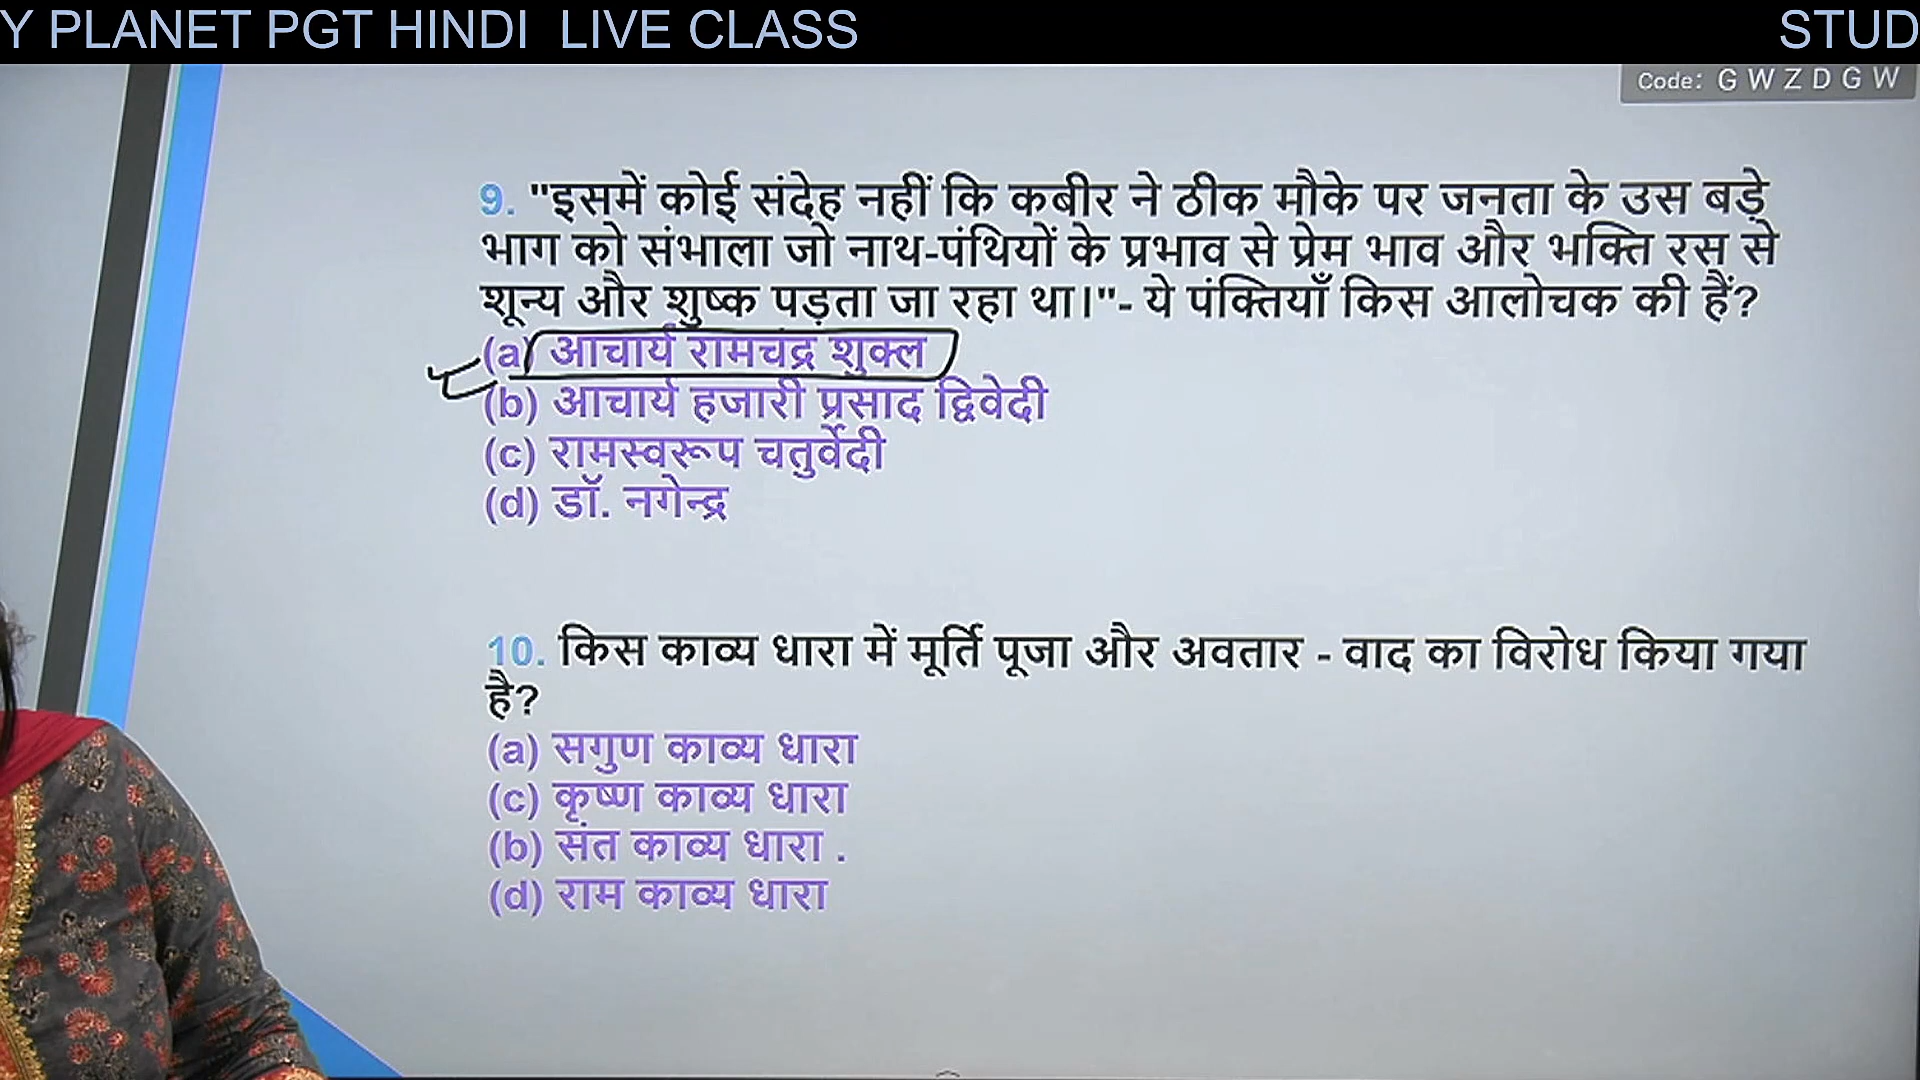 Y PLANET PGT HINDI LIVE CLASS STUD
Code: G W Z D G W
9. "इसमें कोई संदेह नहीं कि कबीर ने ठीक मौके पर जनता के उस बड़े
भाग को संभाला जो नाथ-पंथियों के प्रभाव से प्रेम भाव और भक्ति रस से
शून्य और शुष्क पड़ता जा रहा था।"- ये पंक्तियाँ किस आलोचक की हैं?
(a) आचार्य रामचंद्र शुक्ल
(b) आचार्य हजारी प्रसाद द्विवेदी
(c) रामस्वरूप चतुर्वेदी
(d) डॉ. नगेन्द्र
10. किस काव्य धारा में मूर्ति पूजा और अवतार - वाद का विरोध किया गया
है?
(a) सगुण काव्य धारा
(c) कृष्ण काव्य धारा
(b) संत काव्य धारा .
(d) राम काव्य धारा